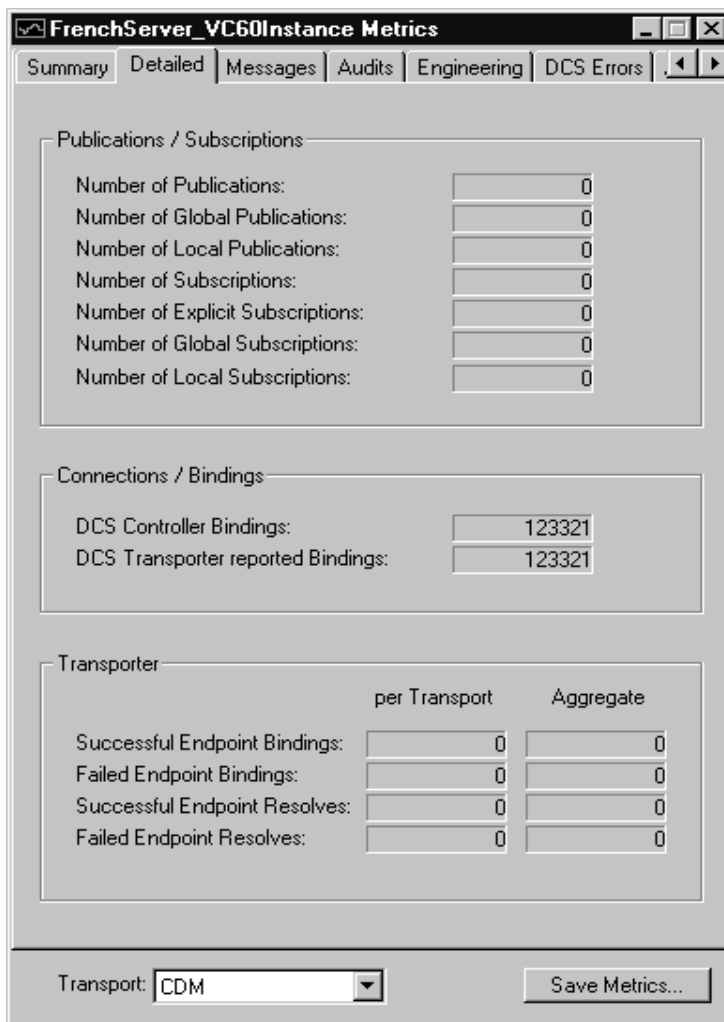 FrenchServer_VC60Instance Metrics
Summary Detailed Messages Audits Engineering DCS Errors
Publications / Subscriptions
Number of Publications: 0
Number of Global Publications: 0
Number of Local Publications: 0
Number of Subscriptions: 0
Number of Explicit Subscriptions: 0
Number of Global Subscriptions: 0
Number of Local Subscriptions: 0
Connections / Bindings
DCS Controller Bindings: 123321
DCS Transporter reported Bindings: 123321
Transporter
per Transport Aggregate
Successful Endpoint Bindings: 0 0
Failed Endpoint Bindings: 0 0
Successful Endpoint Resolves: 0 0
Failed Endpoint Resolves: 0 0
Transport: CDM Save Metrics...